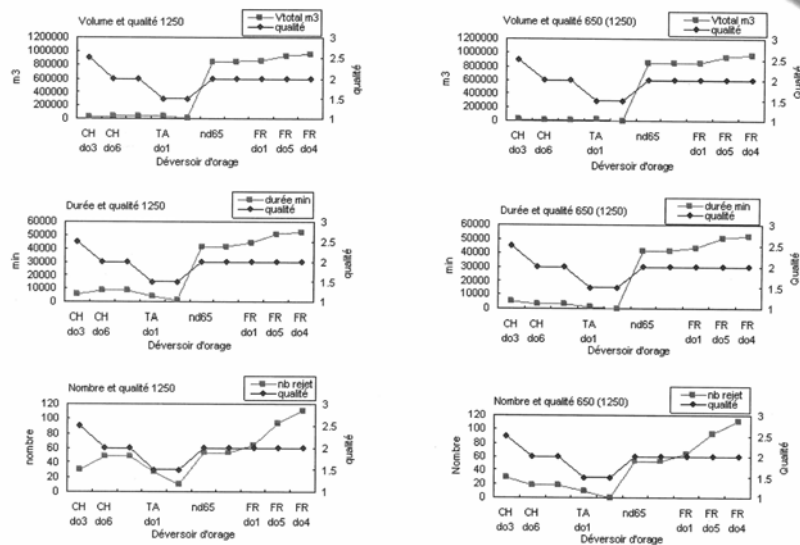 Volume et qualité 1250
Vtotal m3
qualité
1200000
1000000
800000
600000
400000
200000
0
m3
3
2.5
2
1.5
1
qualité
CH do3
CH do6
TA do1
nd65
FR do1
FR do5
FR do4
Déversoir d'orage
Volume et qualité 650 (1250)
Vtotal m3
qualité
1200000
1000000
800000
600000
400000
200000
0
m3
3
2.5
2
1.5
1
Qualité
CH do3
CH do6
TA do1
nd65
FR do1
FR do5
FR do4
Déversoir d'orage
Durée et qualité 1250
durée min
qualité
60000
50000
40000
30000
20000
10000
0
min
3
2.5
2
1.5
1
qualité
CH do3
CH do6
TA do1
nd65
FR do1
FR do5
FR do4
Déversoir d'orage
Durée et qualité 650 (1250)
durée min
qualité
60000
50000
40000
30000
20000
10000
0
min
3
2.5
2
1.5
1
qualité
CH do3
CH do6
TA do1
nd65
FR do1
FR do5
FR do4
Déversoir d'orage
Nombre et qualité 1250
nb rejet
qualité
120
100
80
60
40
20
0
nombre
3
2.5
2
1.5
1
qualité
CH do3
CH do6
TA do1
nd65
FR do1
FR do5
FR do4
Déversoir d'orage
Nombre et qualité 650 (1250)
nb rejet
qualité
120
100
80
60
40
20
0
Nombre
3
2.5
2
1.5
1
Qualité
CH do3
CH do6
TA do1
nd65
FR do1
FR do5
FR do4
Déversoir d'orage